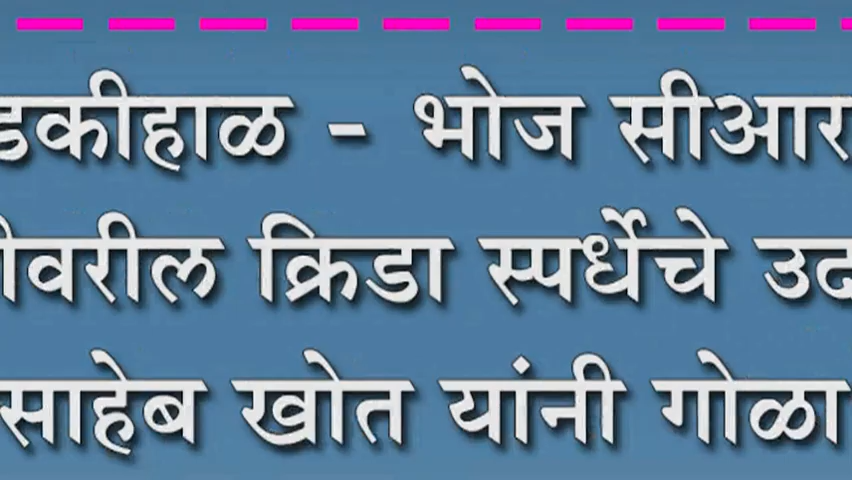 डकीहाळ - भोज सीआर
ीवरील क्रिडा स्पर्धेचे उद
साहेब खोत यांनी गोळा